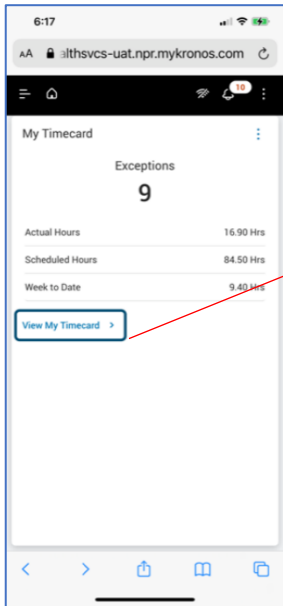 6:17
AA althsvcs-uat.npr.mykronos.com
10
My Timecard
Exceptions
9
Actual Hours 16.90 Hrs
Scheduled Hours 84.50 Hrs
Week to Date 9.40 Hrs
View My Timecard >